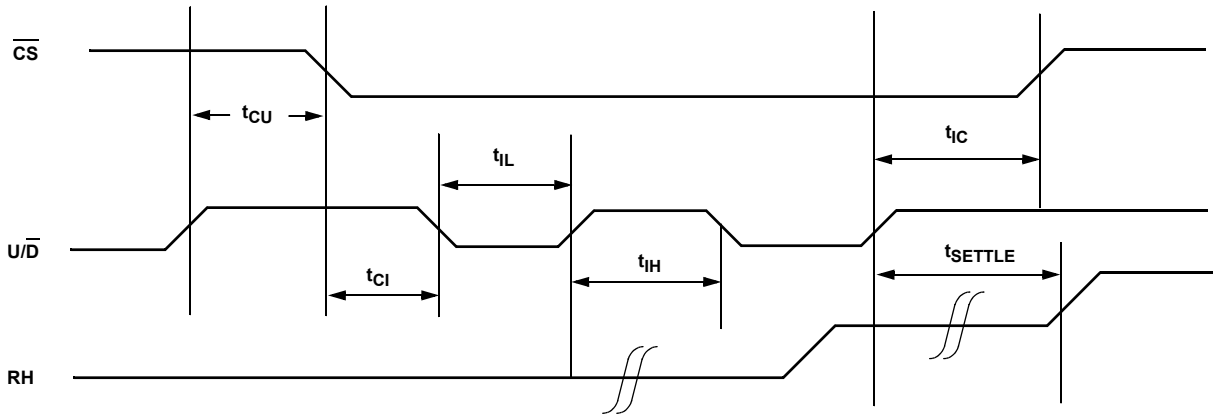 CS
tCU
tIL
tIC
U/D
tCI
tIH
tSETTLE
RH